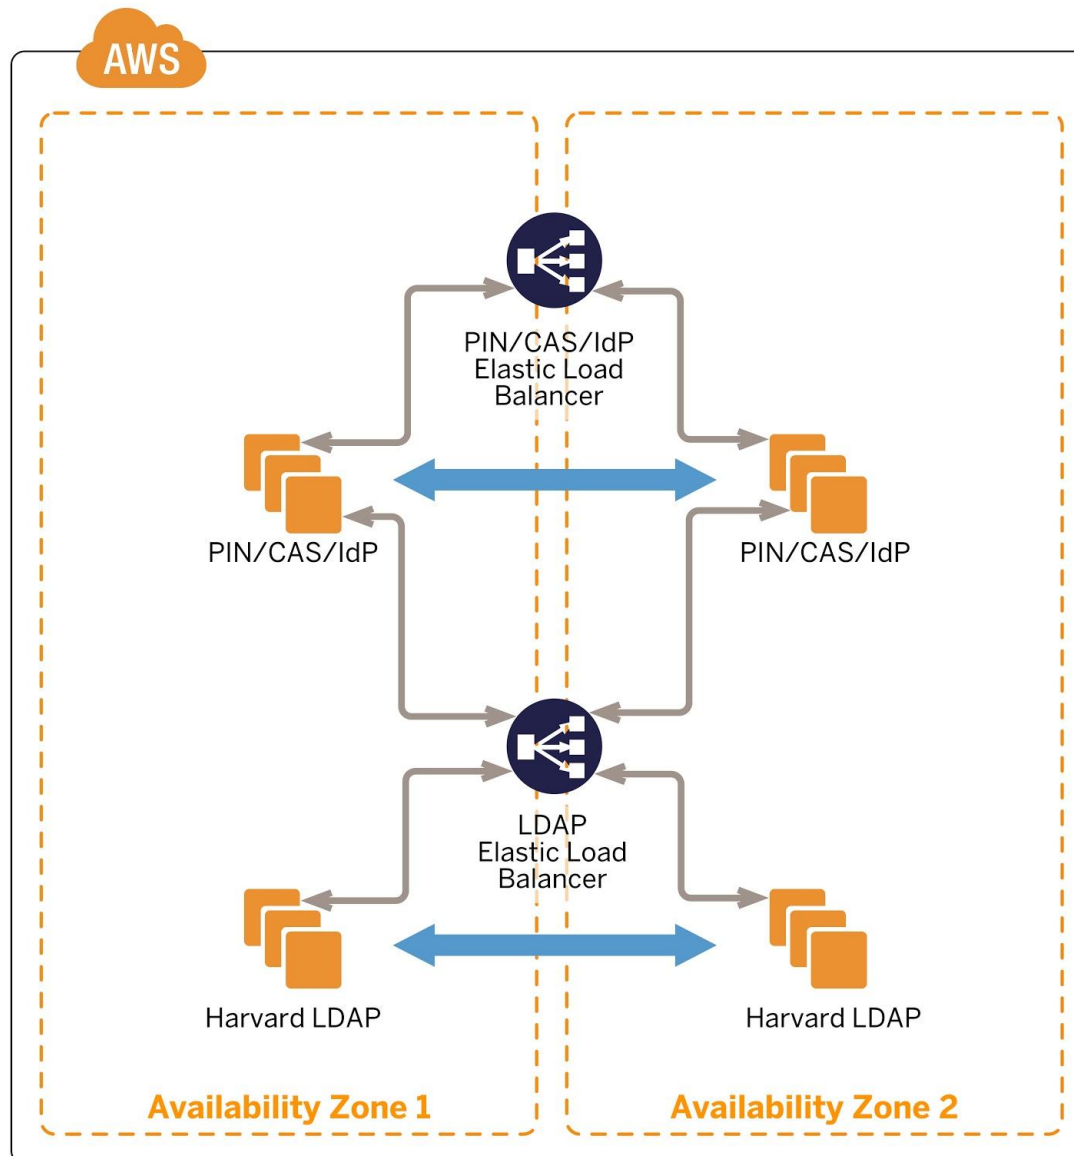 AWS
PIN/CAS/IdP
Elastic Load
Balancer
PIN/CAS/IdP
PIN/CAS/IdP
LDAP
Elastic Load
Balancer
Harvard LDAP
Harvard LDAP
Availability Zone 1
Availability Zone 2